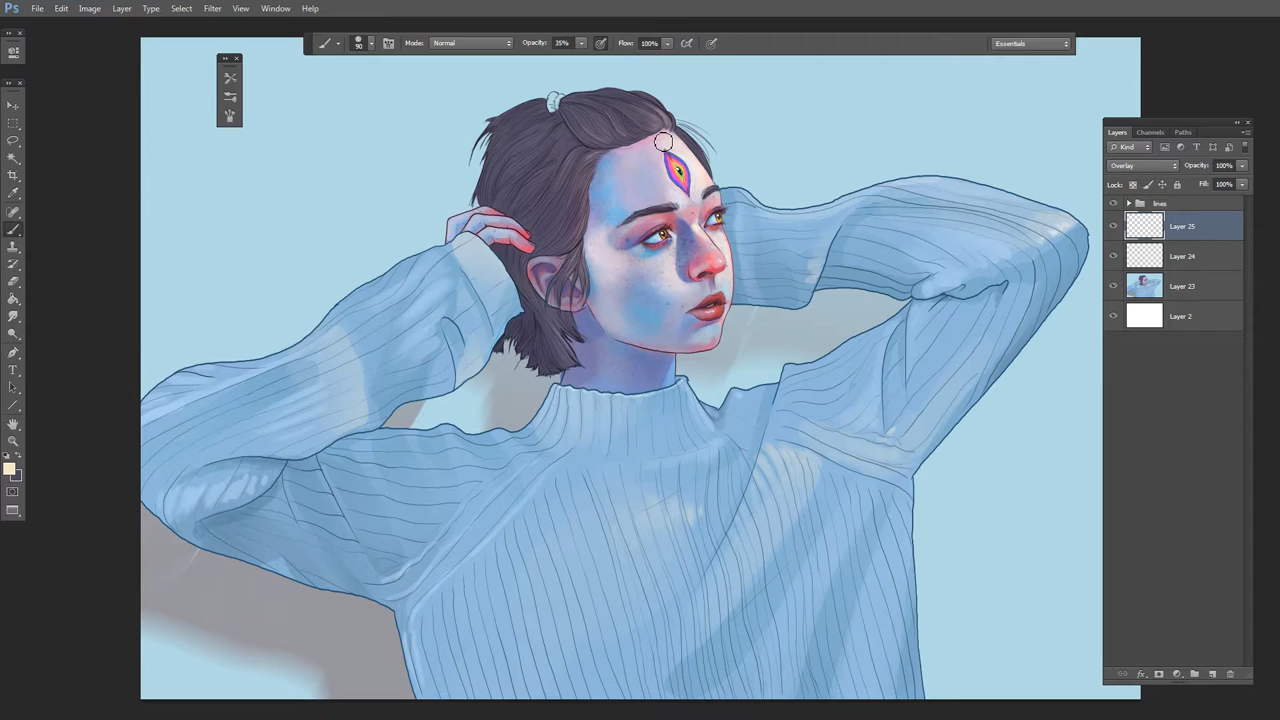 Ps File Edit Image Layer Type Select Filter View Window Help
90 Mode: Normal Opacity: 35% Flow: 100% Essentials
Layers Channels Paths
Kind
Overlay Opacity: 100%
Lock: Fill: 100%
lines
Layer 25
Layer 24
Layer 23
Layer 2